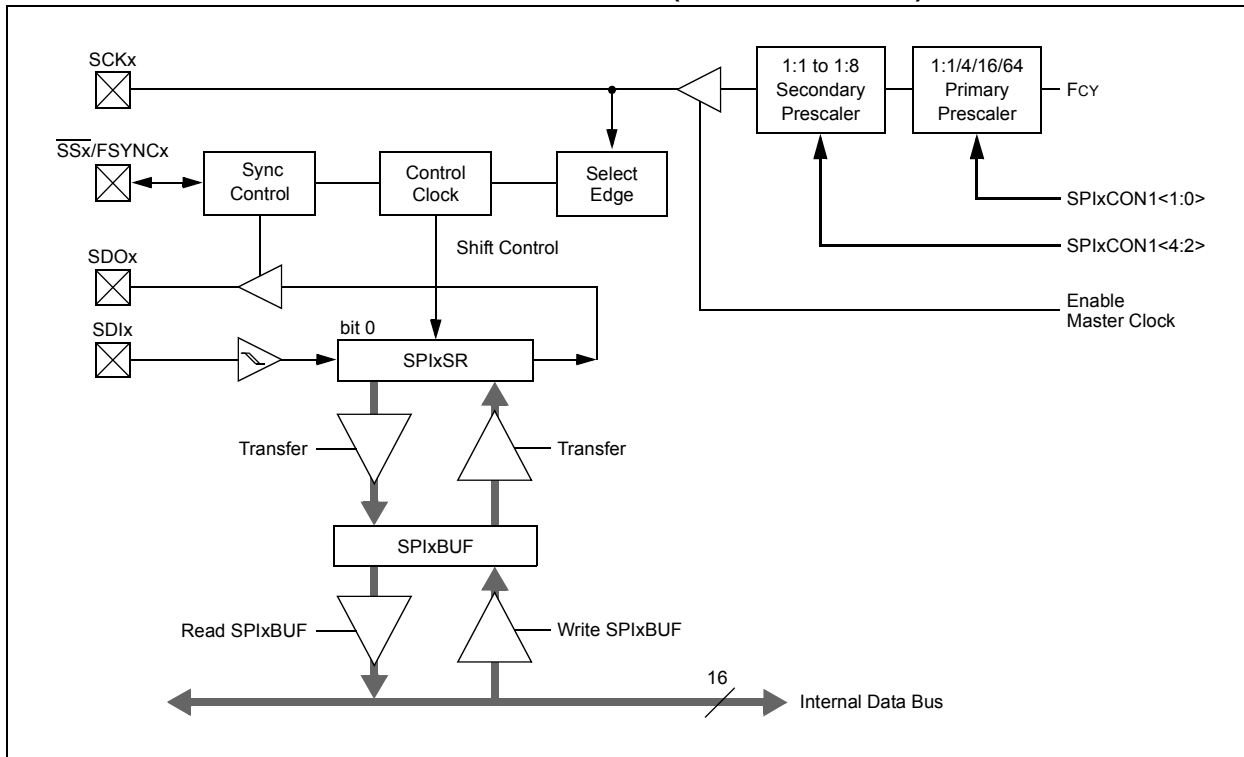 SCKx
1:1 to 1:8
Secondary
Prescaler
1:1/4/16/64
Primary
Prescaler
FCY
SSx/FSYNCx
Sync
Control
Control
Clock
Select
Edge
SPIxCON1<1:0>
Shift Control
SPIxCON1<4:2>
SDOx
Enable
Master Clock
SDIx
bit 0
SPIxSR
Transfer
Transfer
SPIxBUF
Read SPIxBUF
Write SPIxBUF
16
Internal Data Bus